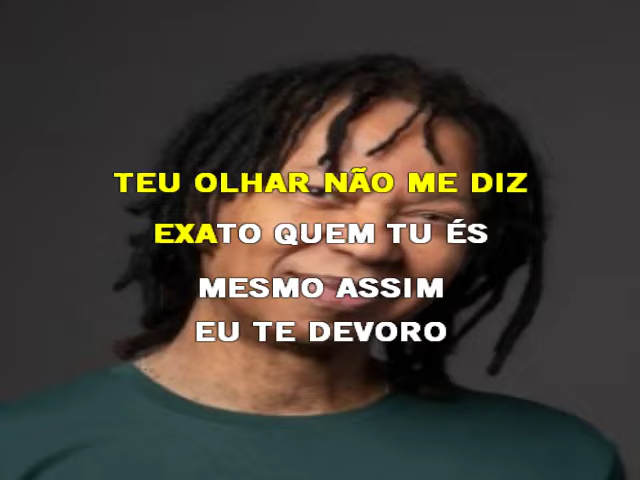 TEU OLHAR NÃO ME DIZ
EXATO QUEM TU ÉS
MESMO ASSIM
EU TE DEVORO